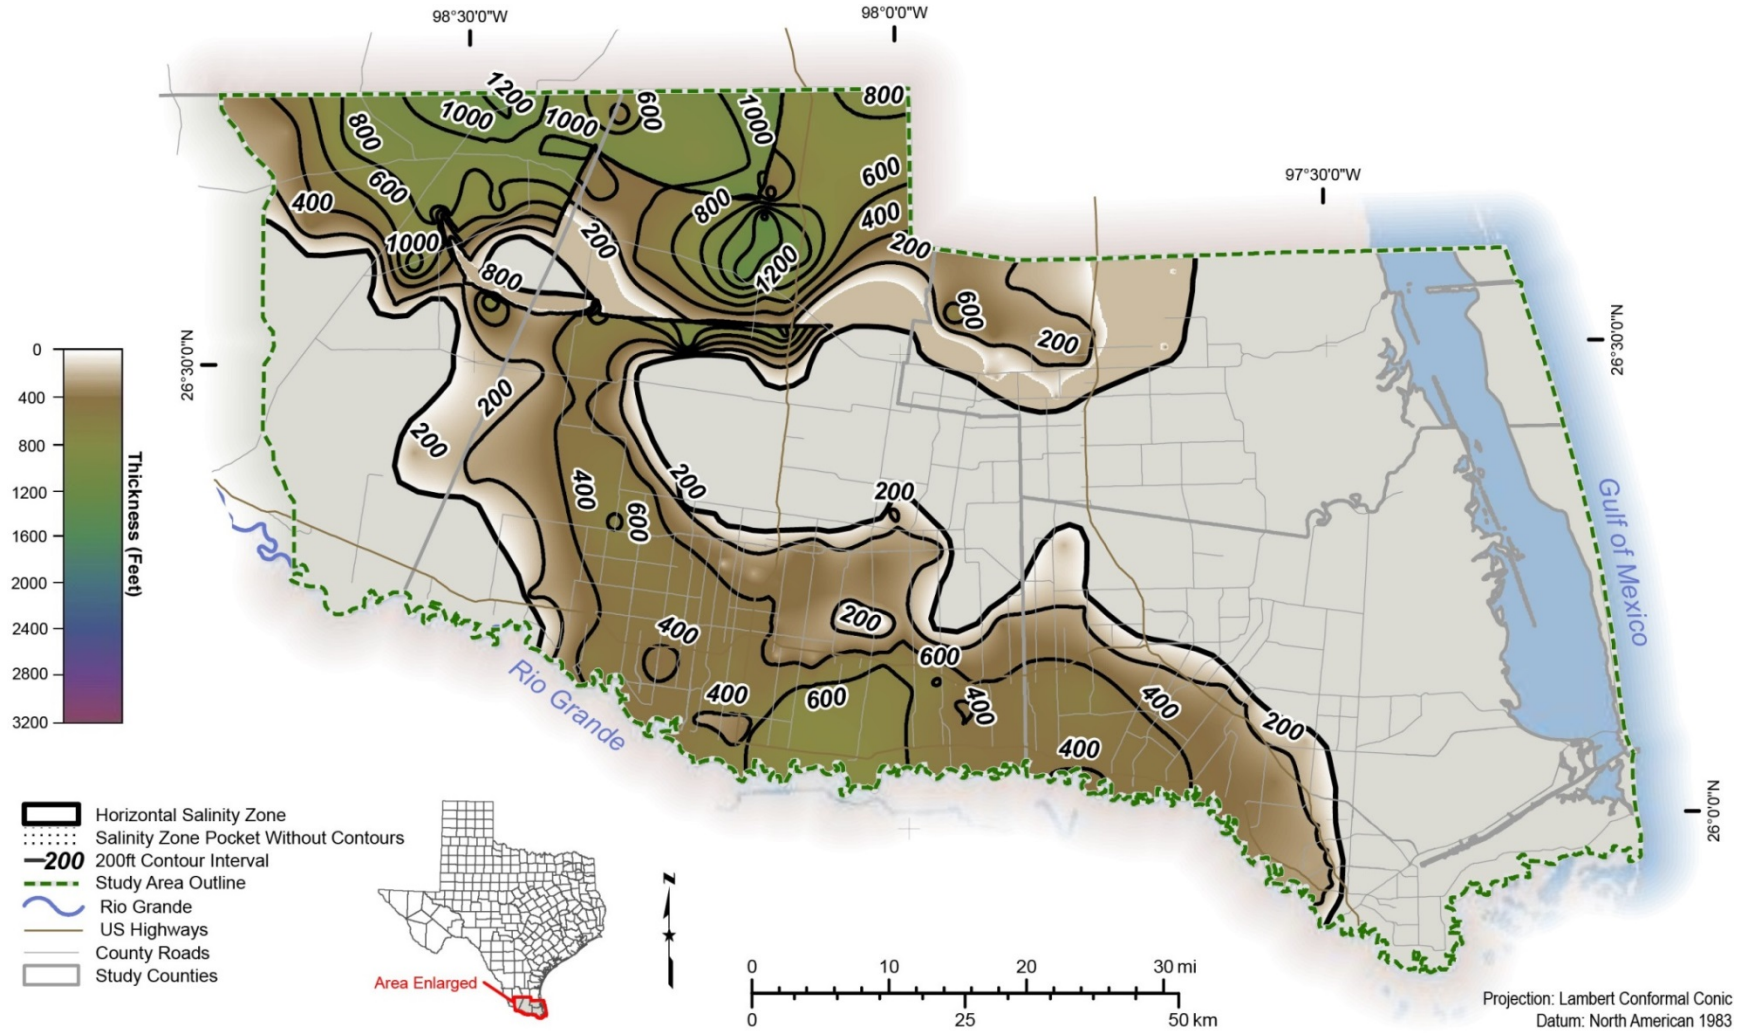 98°30'0"W
98°0'0"W
97°30'0"W
1200
1000
1000
600
1000
800
800
600
400
1000
800
200
800
1200
600
400
200
600
200
26°30'0"N
26°30'0"N
200
200
400
600
200
200
400
200
600
400
600
400
400
400
200
0
400
800
1200
1600
2000
2400
2800
3200
Thickness (Feet)
Rio Grande
Gulf of Mexico
26°0'0"N
Horizontal Salinity Zone
Salinity Zone Pocket Without Contours
200 200ft Contour Interval
Study Area Outline
Rio Grande
US Highways
County Roads
Study Counties
Area Enlarged
N
0 10 20 30 mi
0 25 50 km
Projection: Lambert Conformal Conic
Datum: North American 1983